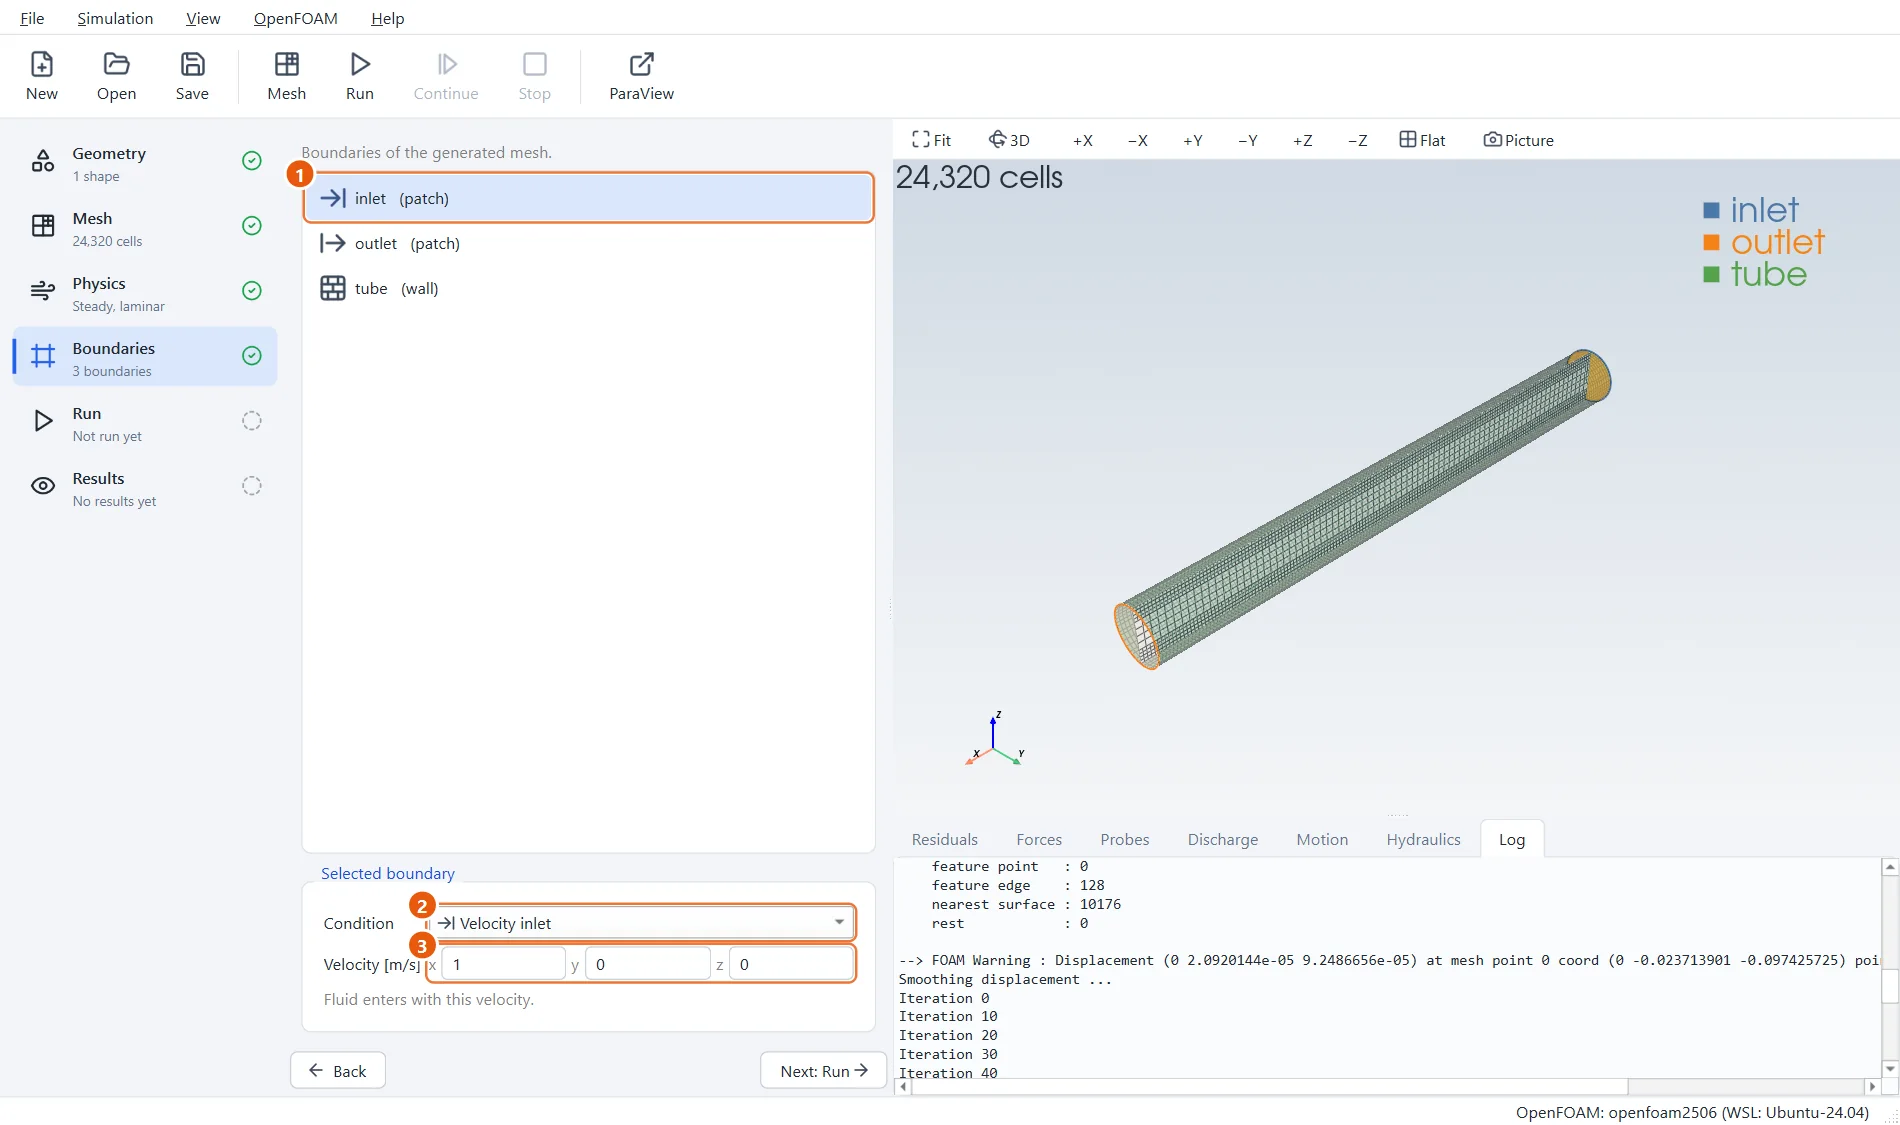 File Simulation View OpenFOAM Help
New Open Save Mesh Run Continue Stop ParaView
Geometry
1 shape
Mesh
24,320 cells
Physics
Steady, laminar
Boundaries
3 boundaries
Run
Not run yet
Results
No results yet
Boundaries of the generated mesh.
1
inlet (patch)
outlet (patch)
tube (wall)
Selected boundary
2
Condition Velocity inlet
3
Velocity [m/s] x 1 y 0 z 0
Fluid enters with this velocity.
Back
Next: Run
Fit 3D +X −X +Y −Y +Z −Z Flat Picture
24,320 cells
inlet
outlet
tube
Z
X
Y
Residuals Forces Probes Discharge Motion Hydraulics Log
feature point : 0
feature edge : 128
nearest surface : 10176
rest : 0
--> FOAM Warning : Displacement (0 2.0920144e-05 9.2486656e-05) at mesh point 0 coord (0 -0.023713901 -0.097425725) poi
Smoothing displacement ...
Iteration 0
Iteration 10
Iteration 20
Iteration 30
Iteration 40
OpenFOAM: openfoam2506 (WSL: Ubuntu-24.04)